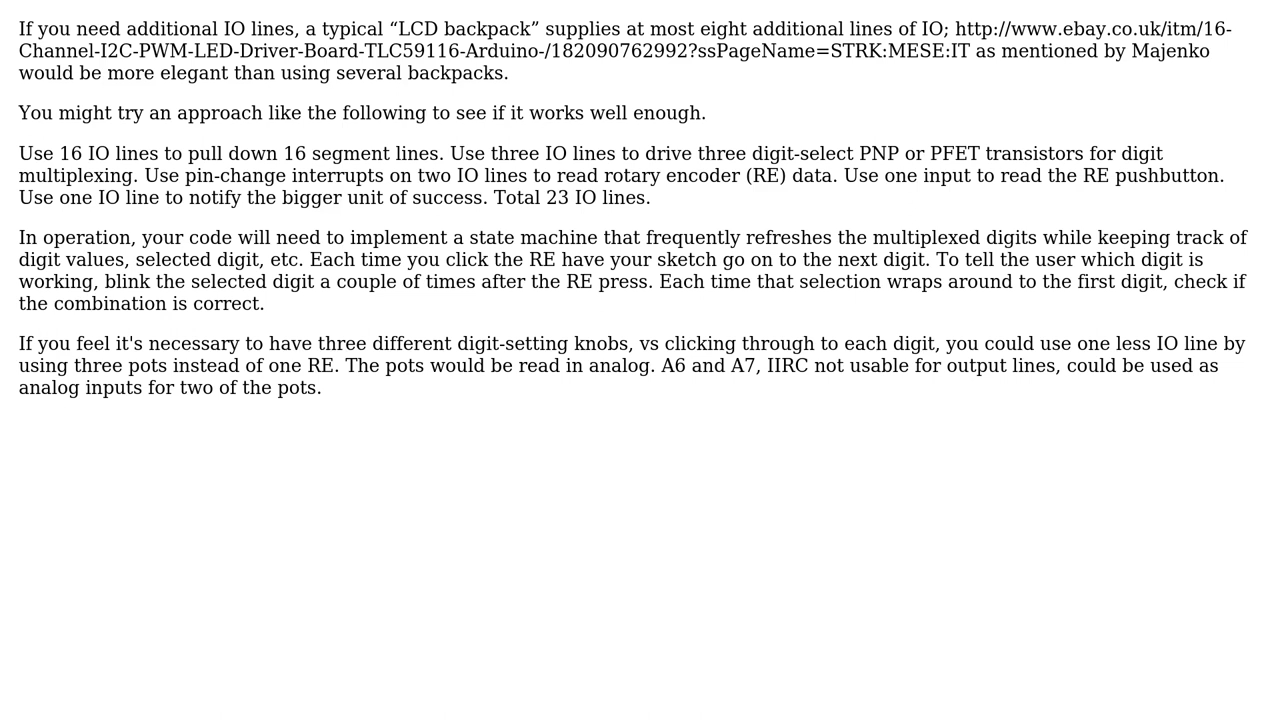 If you need additional IO lines, a typical “LCD backpack” supplies at most eight additional lines of IO; http://www.ebay.co.uk/itm/16-
Channel-I2C-PWM-LED-Driver-Board-TLC59116-Arduino-/182090762992?ssPageName=STRK:MESE:IT as mentioned by Majenko
would be more elegant than using several backpacks.
You might try an approach like the following to see if it works well enough.
Use 16 IO lines to pull down 16 segment lines. Use three IO lines to drive three digit-select PNP or PFET transistors for digit
multiplexing. Use pin-change interrupts on two IO lines to read rotary encoder (RE) data. Use one input to read the RE pushbutton.
Use one IO line to notify the bigger unit of success. Total 23 IO lines.
In operation, your code will need to implement a state machine that frequently refreshes the multiplexed digits while keeping track of
digit values, selected digit, etc. Each time you click the RE have your sketch go on to the next digit. To tell the user which digit is
working, blink the selected digit a couple of times after the RE press. Each time that selection wraps around to the first digit, check if
the combination is correct.
If you feel it's necessary to have three different digit-setting knobs, vs clicking through to each digit, you could use one less IO line by
using three pots instead of one RE. The pots would be read in analog. A6 and A7, IIRC not usable for output lines, could be used as
analog inputs for two of the pots.